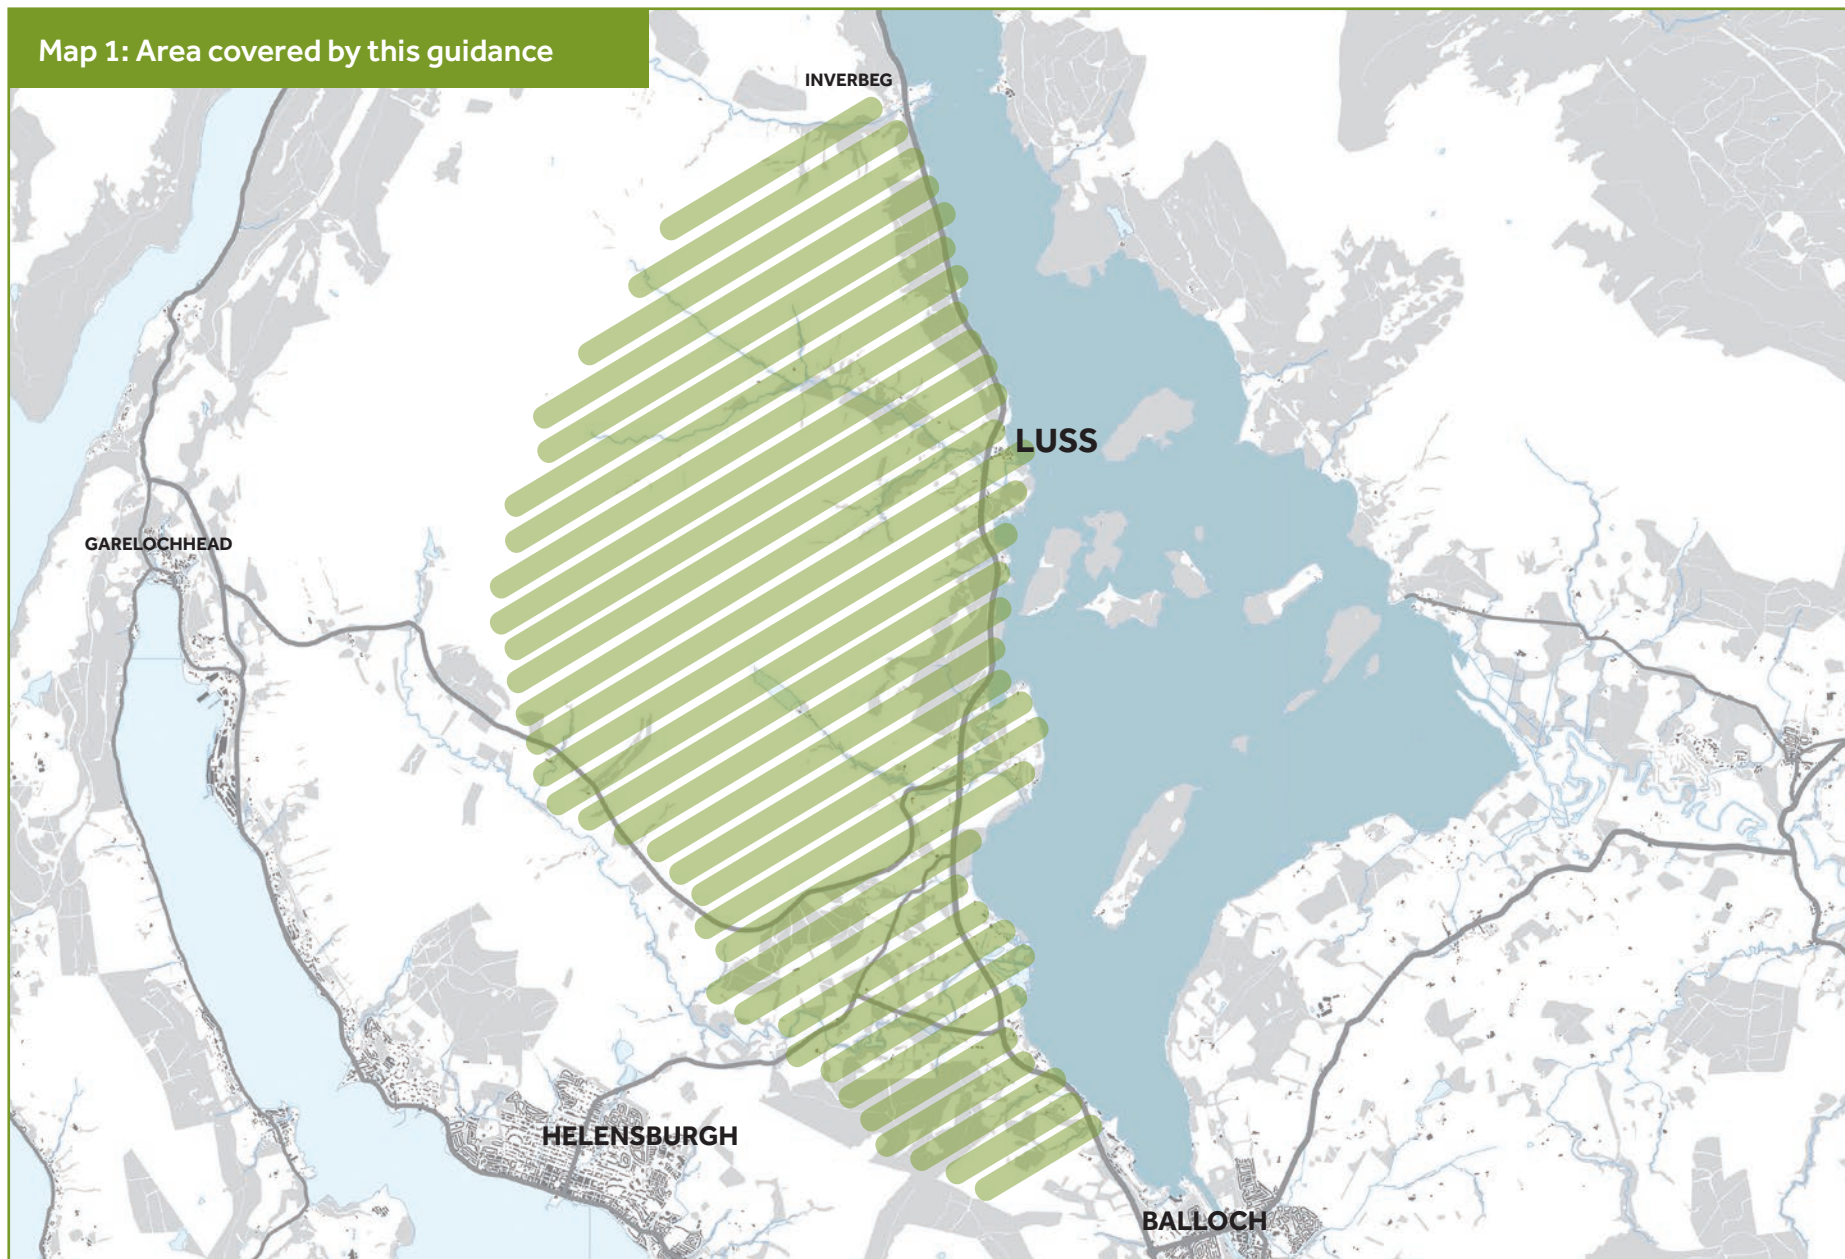 Map 1: Area covered by this guidance
INVERBEG
LUSS
GARELOCHHEAD
HELENSBURGH
BALLOCH